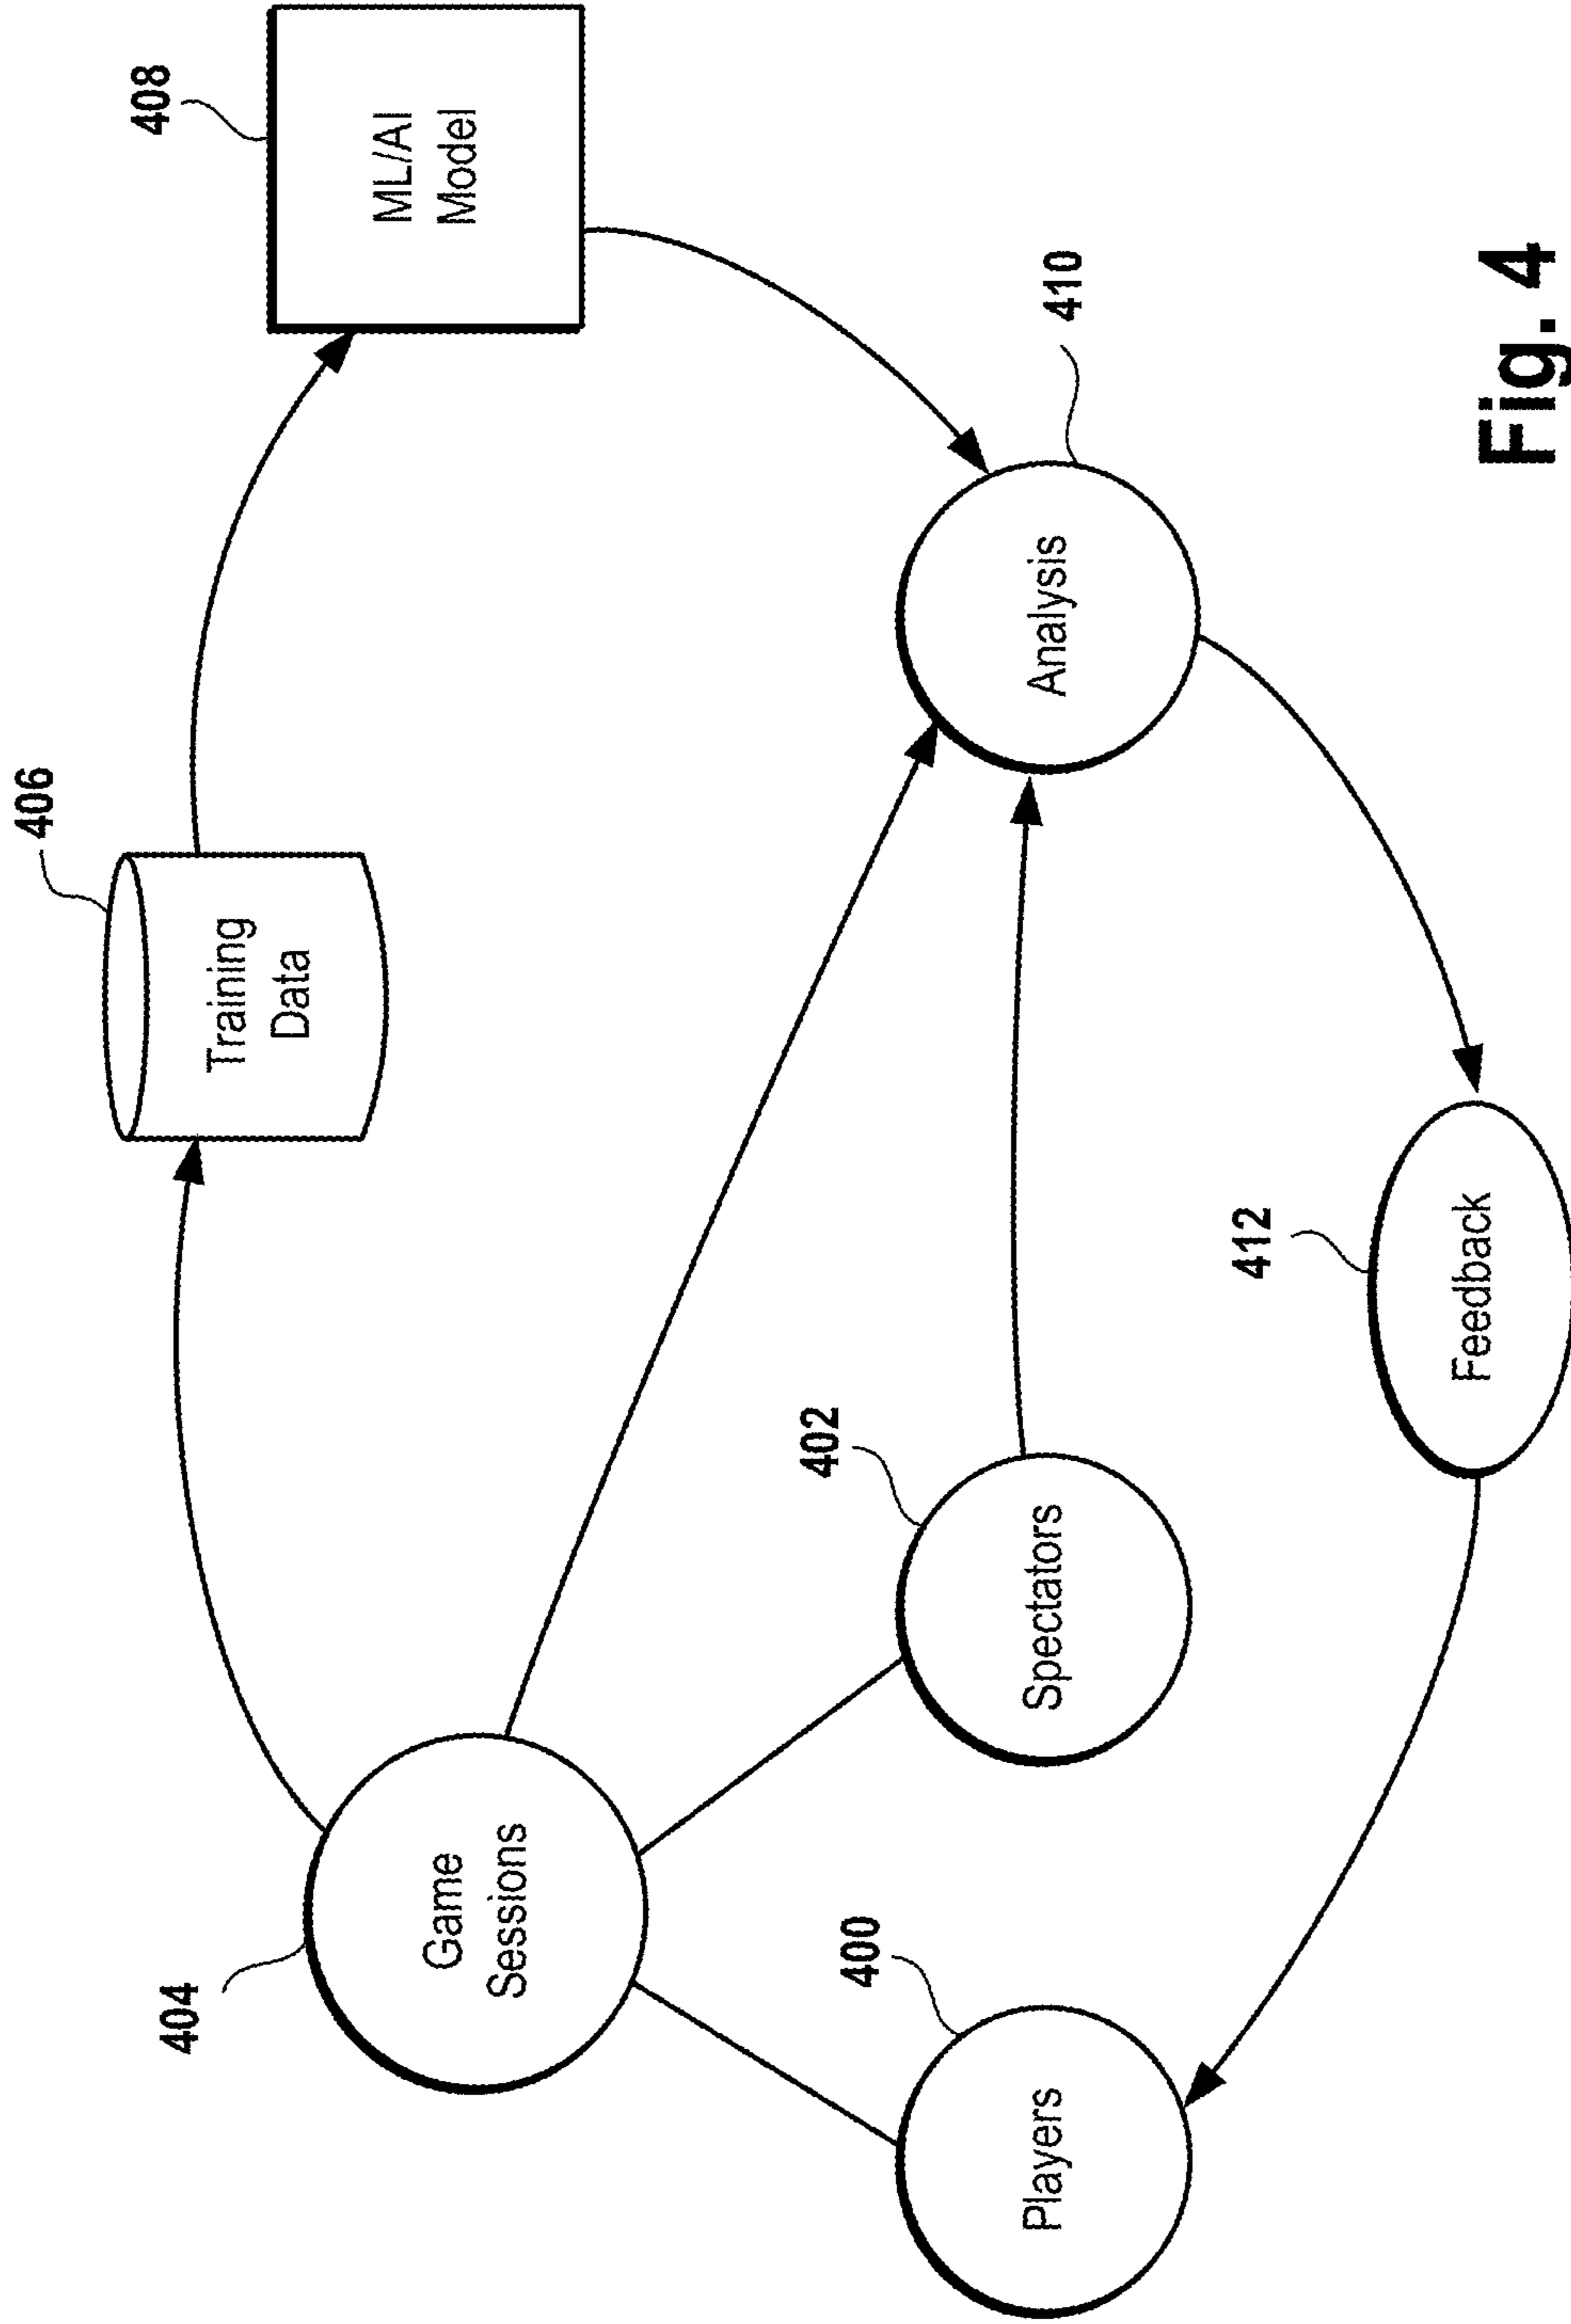 406
408
Training
Data
ML/AI
Model
404
Game
Sessions
400
402
410
Players
Spectators
Analysis
412
Feedback
Fig. 4